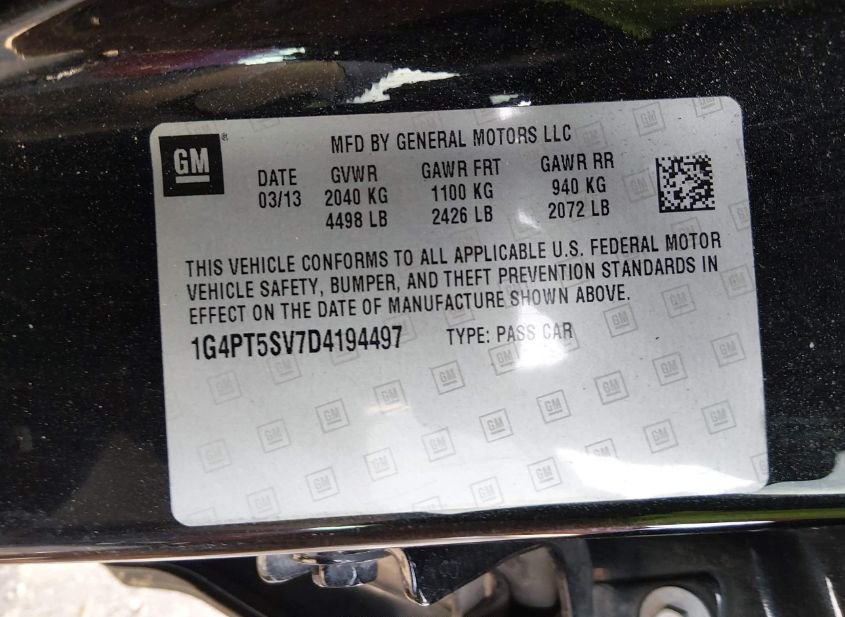 GM
MFD BY GENERAL MOTORS LLC
DATE GVWR GAWR FRT GAWR RR
03/13 2040 KG 1100 KG 940 KG
4498 LB 2426 LB 2072 LB
THIS VEHICLE CONFORMS TO ALL APPLICABLE U.S. FEDERAL MOTOR
VEHICLE SAFETY, BUMPER, AND THEFT PREVENTION STANDARDS IN
EFFECT ON THE DATE OF MANUFACTURE SHOWN ABOVE.
1G4PT5SV7D4194497 TYPE: PASS CAR